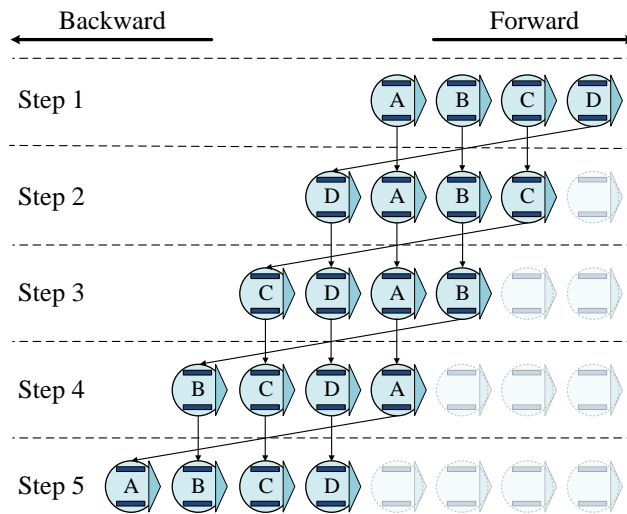 Backward Forward
Step 1 A B C D
Step 2 D A B C
Step 3 C D A B
Step 4 B C D A
Step 5 A B C D